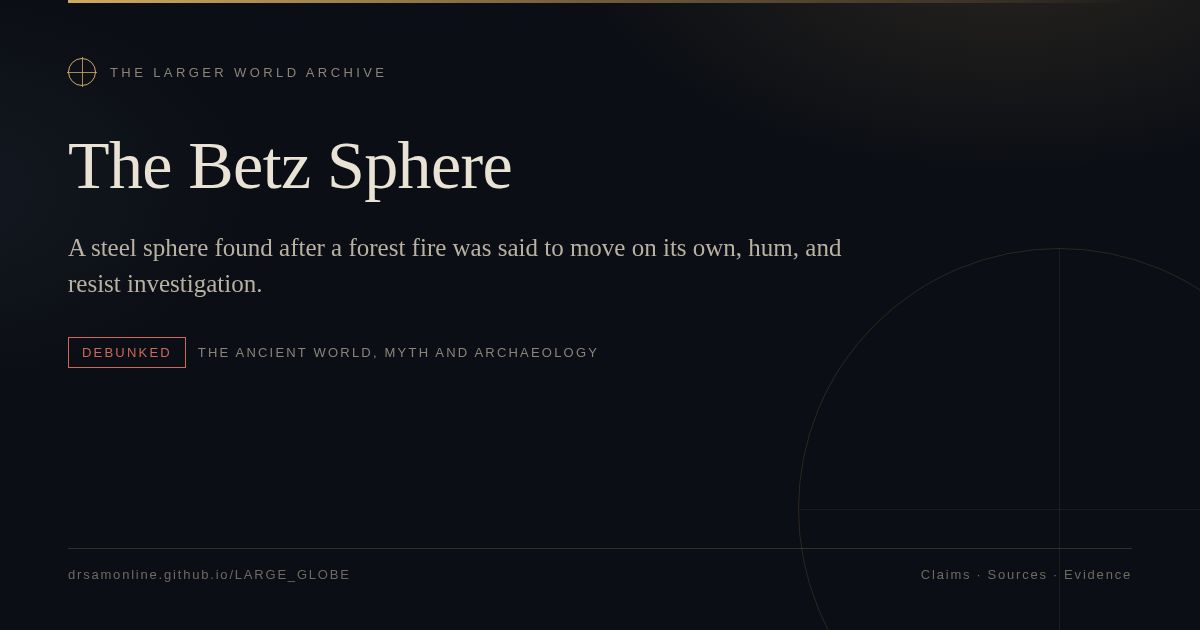 THE LARGER WORLD ARCHIVE
The Betz Sphere
A steel sphere found after a forest fire was said to move on its own, hum, and
resist investigation.
DEBUNKED THE ANCIENT WORLD, MYTH AND ARCHAEOLOGY
drsamonline.github.io/LARGE_GLOBE
Claims · Sources · Evidence